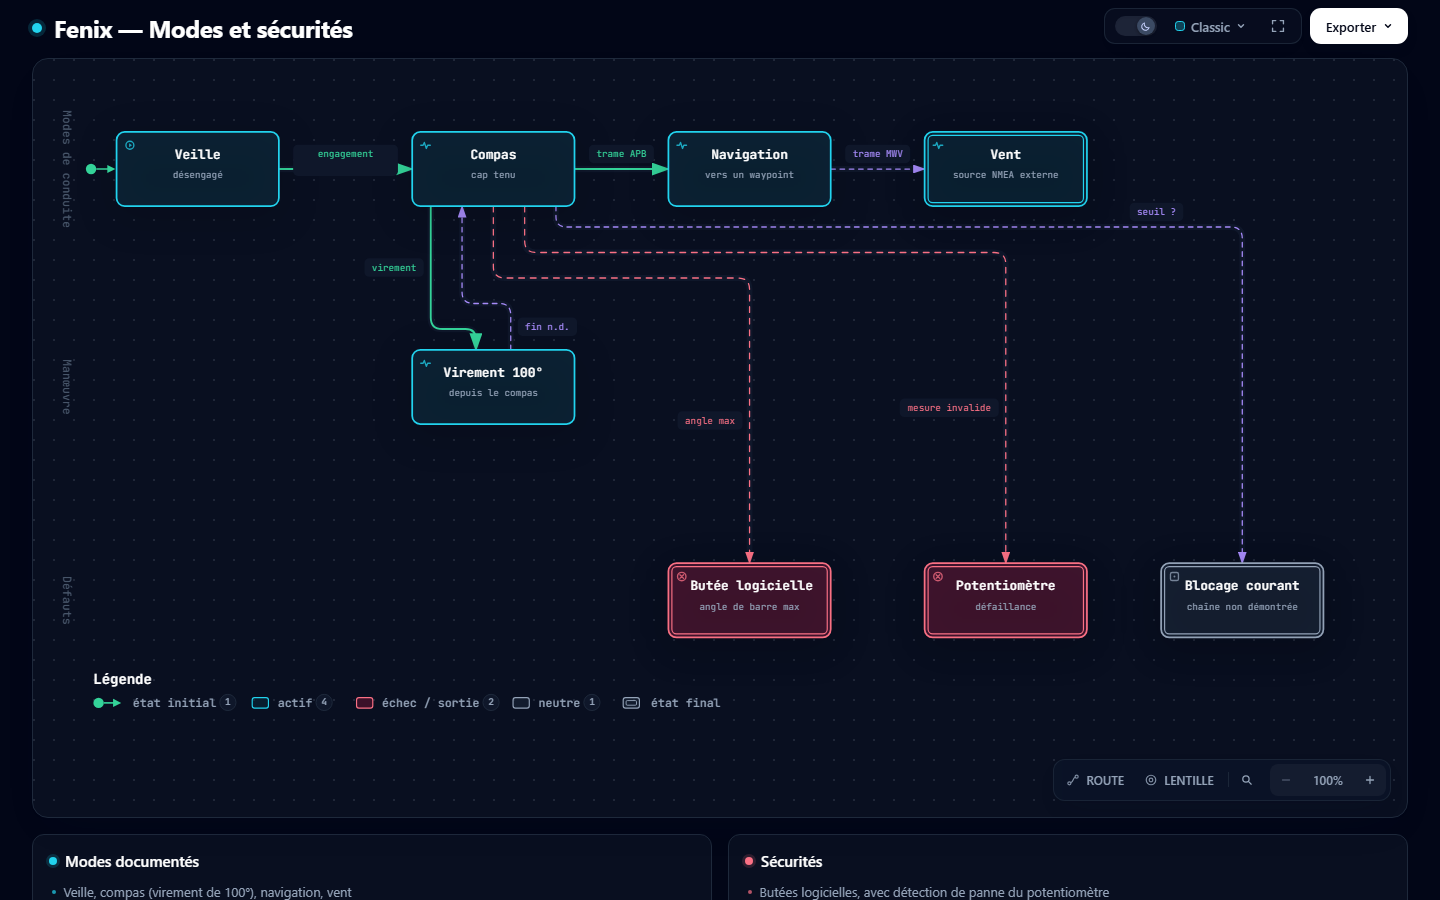 Fenix — Modes et sécurités
Classic
Exporter
Modes de conduite
Veille
désengagé
engagement
Compas
cap tenu
trame APB
Navigation
vers un waypoint
trame MWV
Vent
source NMEA externe
seuil ?
virement
fin n.d.
Manœuvre
Virement 100°
depuis le compas
angle max
mesure invalide
Défauts
Butée logicielle
angle de barre max
Potentiomètre
défaillance
Blocage courant
chaîne non démontrée
Légende
état initial 1
actif 4
échec / sortie 2
neutre 1
état final
ROUTE
LENTILLE
− 100% +
Modes documentés
• Veille, compas (virement de 100°), navigation, vent
Sécurités
• Butées logicielles, avec détection de panne du potentiomètre